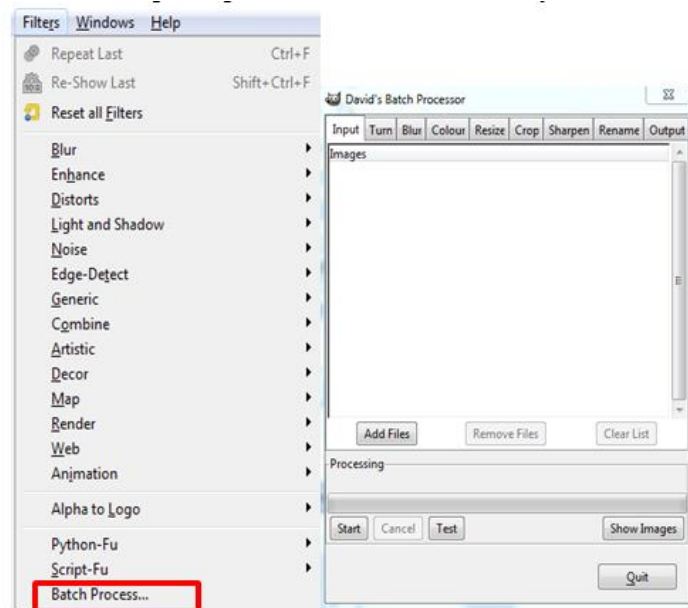 Filters Windows Help
Repeat Last Ctrl+F
Re-Show Last Shift+Ctrl+F
Reset all Filters
Blur
Enhance
Distorts
Light and Shadow
Noise
Edge-Detect
Generic
Combine
Artistic
Decor
Map
Render
Web
Animation
Alpha to Logo
Python-Fu
Script-Fu
Batch Process...
David's Batch Processor
Input Turn Blur Colour Resize Crop Sharpen Rename Output
Images
Add Files Remove Files Clear List
Processing
Start Cancel Test Show Images
Quit